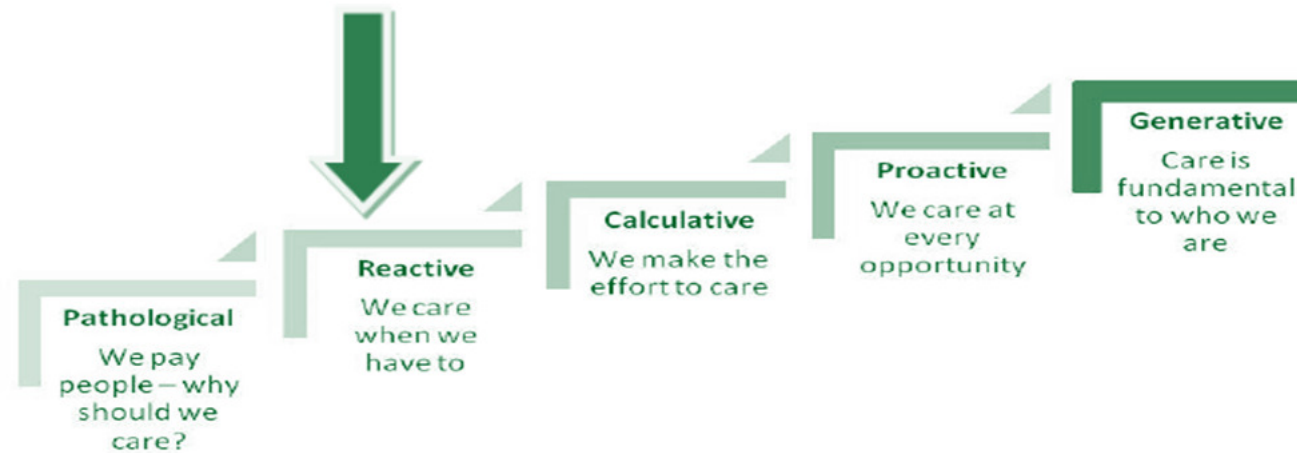 Pathological
We pay
people – why
should we
care?
Reactive
We care
when we
have to
Calculative
We make the
effort to care
Proactive
We care at
every
opportunity
Generative
Care is
fundamental
to who we
are